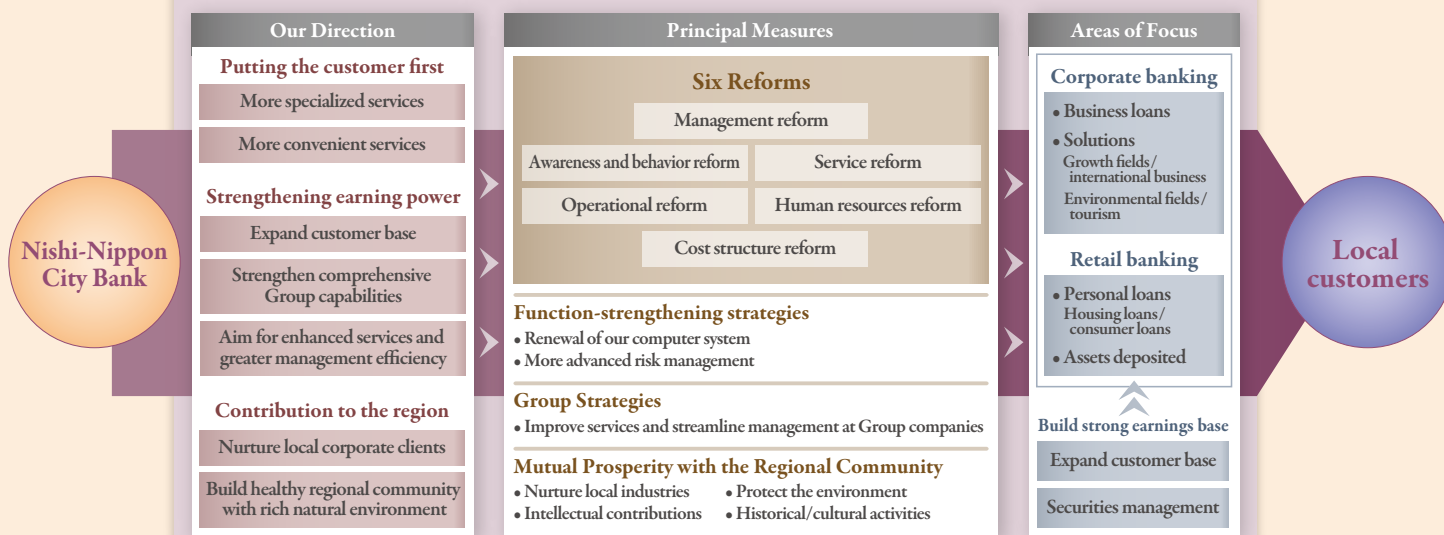 Nishi-Nippon
City Bank
Our Direction
Putting the customer first
More specialized services
More convenient services
Strengthening earning power
Expand customer base
Strengthen comprehensive
Group capabilities
Aim for enhanced services and
greater management efficiency
Contribution to the region
Nurture local corporate clients
Build healthy regional community
with rich natural environment
Principal Measures
Six Reforms
Management reform
Awareness and behavior reform
Service reform
Operational reform
Human resources reform
Cost structure reform
Function-strengthening strategies
• Renewal of our computer system
• More advanced risk management
Group Strategies
• Improve services and streamline management at Group companies
Mutual Prosperity with the Regional Community
• Nurture local industries
• Protect the environment
• Intellectual contributions
• Historical/cultural activities
Areas of Focus
Corporate banking
• Business loans
• Solutions
Growth fields/
international business
Environmental fields/
tourism
Retail banking
• Personal loans
Housing loans/
consumer loans
• Assets deposited
Build strong earnings base
Expand customer base
Securities management
Local
customers